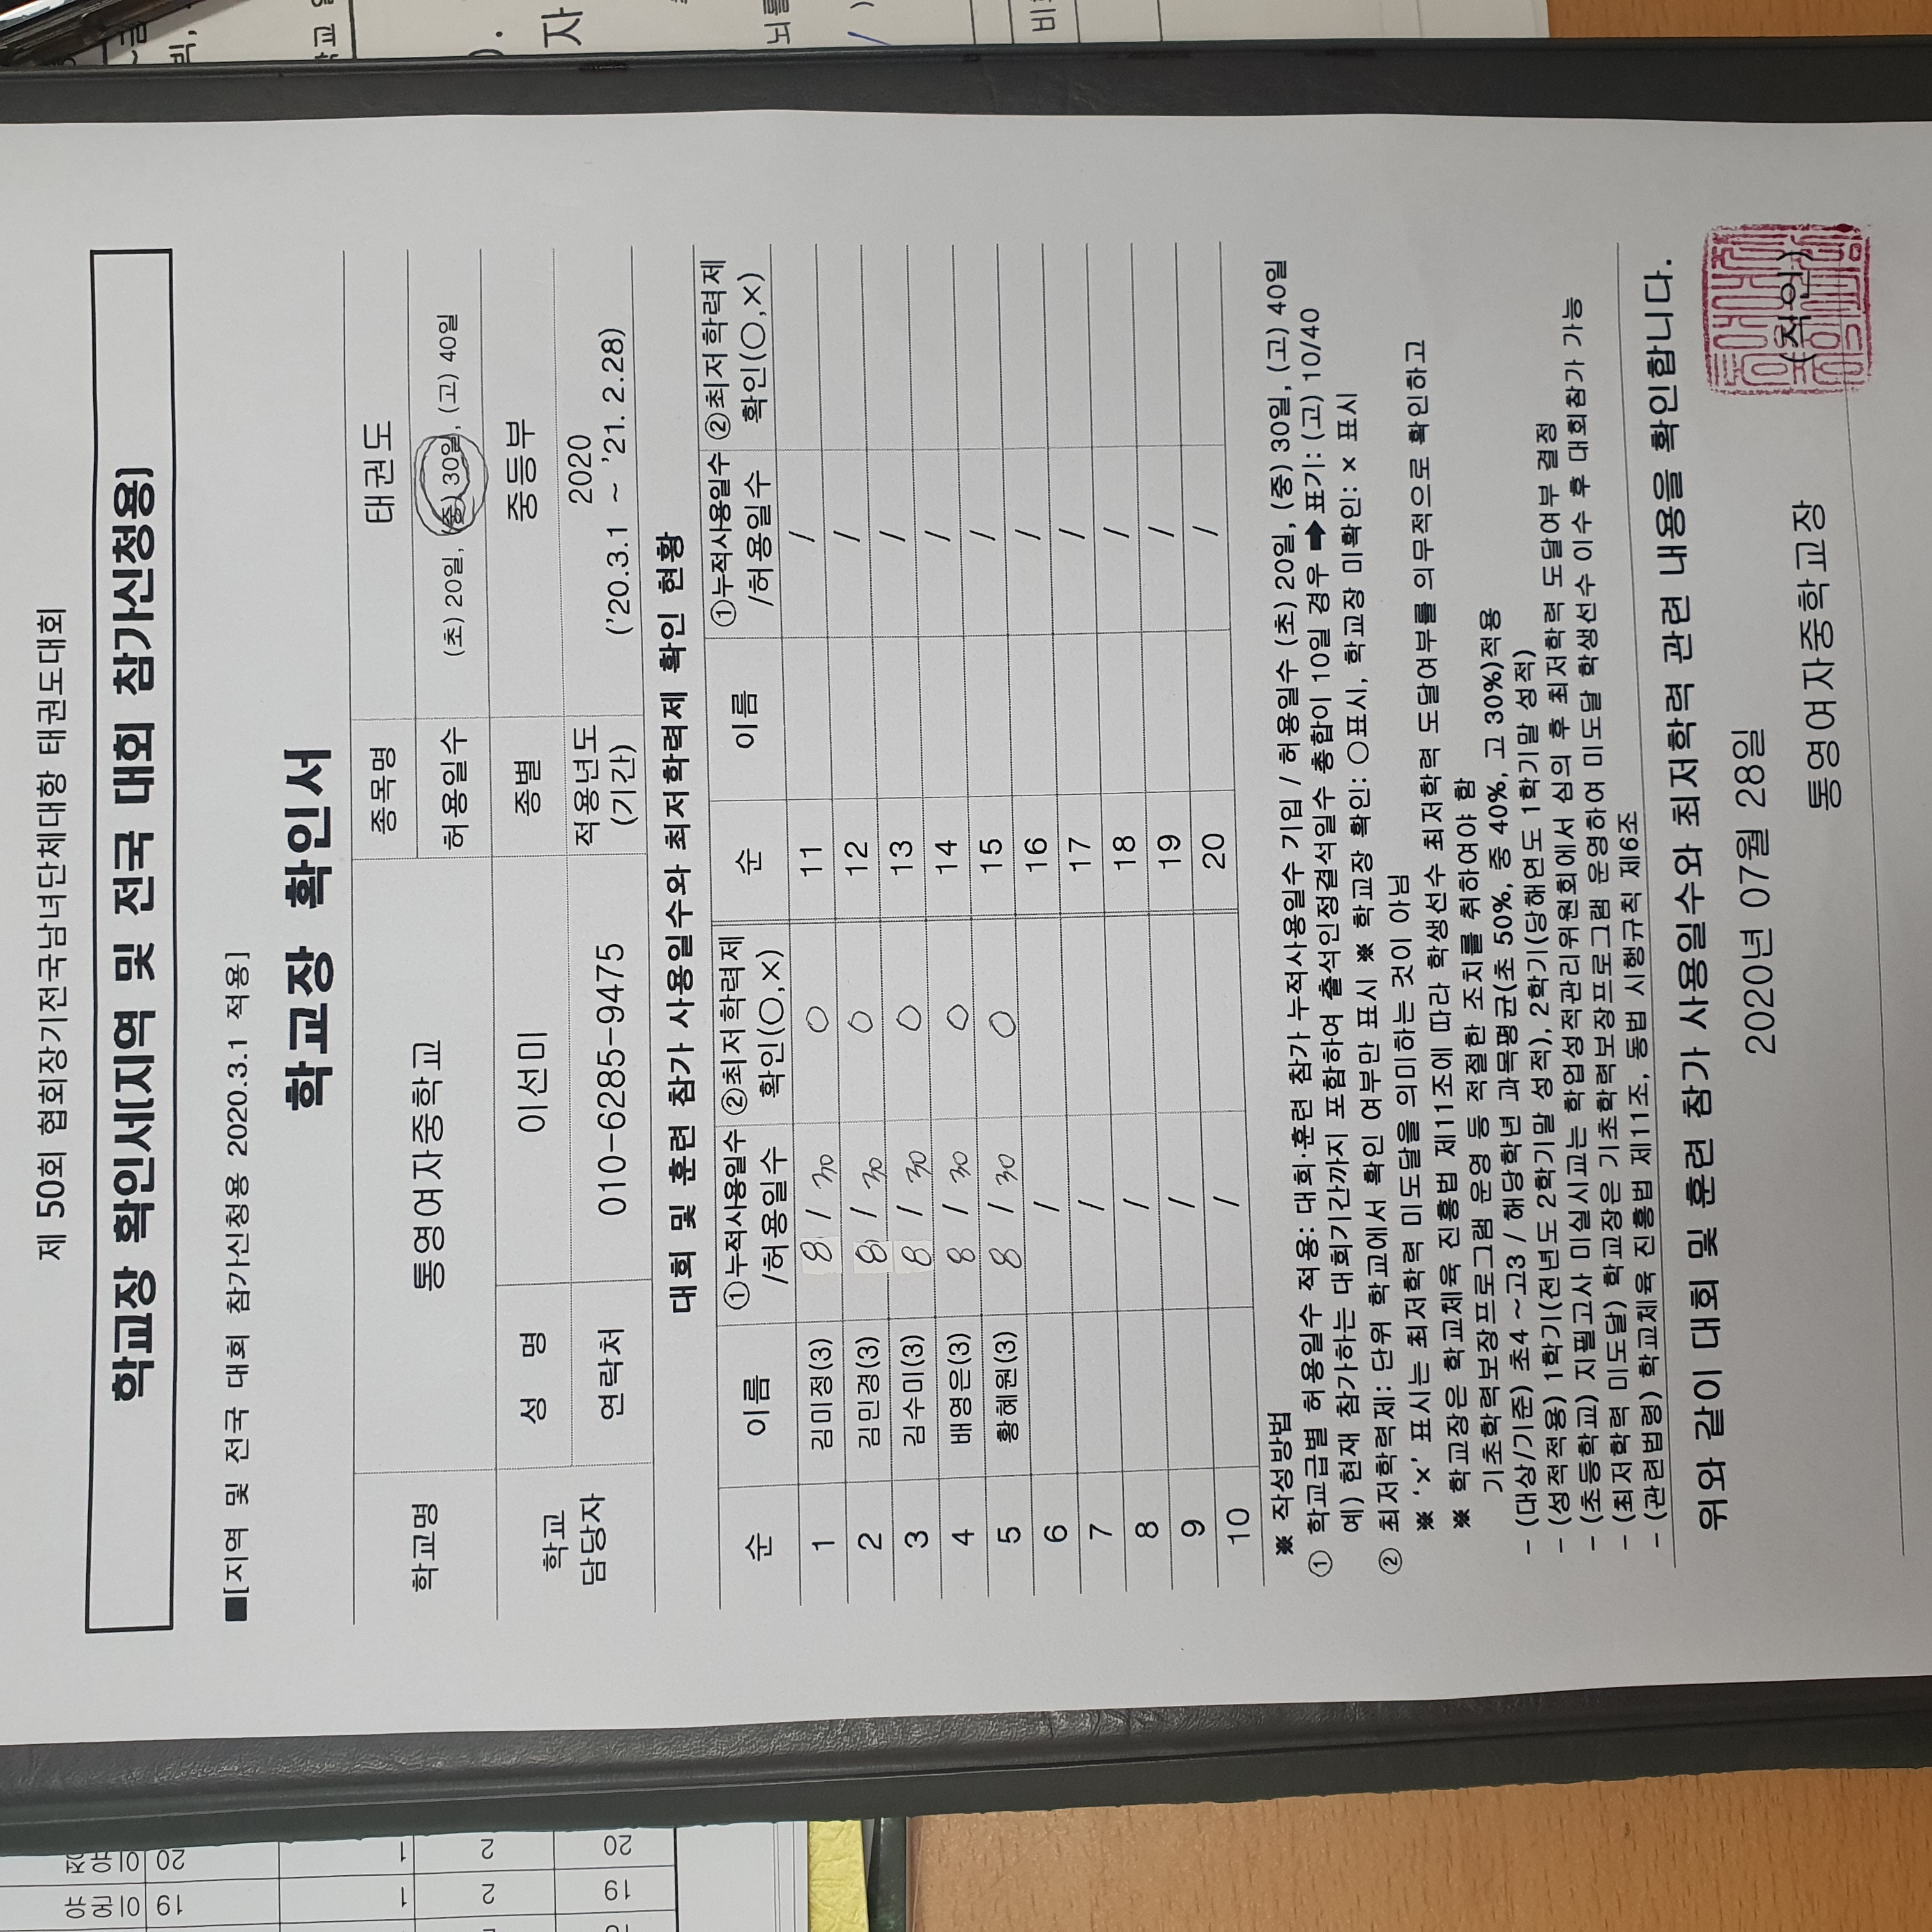 제 50회 협회장기전국남녀단체대항 태권도대회
학교장 확인서[지역 및 전국 대회 참가신청용]
■[지역 및 전국 대회 참가신청용 2020.3.1 적용]
학교장 확인서
학교명 통영여자중학교 종목명 태권도
허용일수 (초) 20일, (중) 30일, (고) 40일
학교 담당자 성 명 이선미 종별 중등부
연락처 010-6285-9475 적용년도 (기간) 2020 ('20.3.1 ~ '21.2.28)
대회 및 훈련 참가 사용일수와 최저학력제 확인 현황
순 이름 ①누적사용일수 /허용일수 ②최저학력제 확인(○,×) 순 이름 ①누적사용일수 /허용일수 ②최저학력제 확인(○,×)
1 김미정(3) 8 / 30 ○ 11 /
2 김민경(3) 8 / 30 ○ 12 /
3 김수미(3) 8 / 30 ○ 13 /
4 배영은(3) 8 / 30 ○ 14 /
5 황혜원(3) 8 / 30 ○ 15 /
6 / 16 /
7 / 17 /
8 / 18 /
9 / 19 /
10 / 20 /
※ 작성방법
① 학교급별 허용일수 적용: 대회·훈련 참가 누적사용일수 기입 / 허용일수 (초) 20일, (중) 30일, (고) 40일
예) 현재 참가하는 대회기간까지 포함하여 출석인정결석일수 총합이 10일 경우 ➡ 표기: (고) 10/40
② 최저학력제: 단위 학교에서 확인 여부만 표시 ※ 학교장 확인: ○표시, 학교장 미확인: × 표시
※ '×' 표시는 최저학력 미도달을 의미하는 것이 아님
※ 학교장은 학교체육 진흥법 제11조에 따라 학생선수 최저학력 도달여부를 의무적으로 확인하고
기초학력보장프로그램 운영 등 적절한 조치를 취하여야 함
- (대상/기준) 초4 ~고3 / 해당학년 과목평균(초 50%, 중 40%, 고 30%)적용
- (성적적용) 1학기(전년도 2학기말 성적), 2학기(당해연도 1학기말 성적)
- (초등학교) 지필고사 미실시교는 학업성적관리위원회에서 심의 후 최저학력 도달여부 결정
- (최저학력 미도달) 학교장은 기초학력보장프로그램 운영하여 미도달 학생선수 이수 후 대회참가 가능
- (관련법령) 학교체육 진흥법 제11조, 동법 시행규칙 제6조
위와 같이 대회 및 훈련 참가 사용일수와 최저학력 관련 내용을 확인합니다.
2020년 07월 28일
통영여자중학교장 (직인)